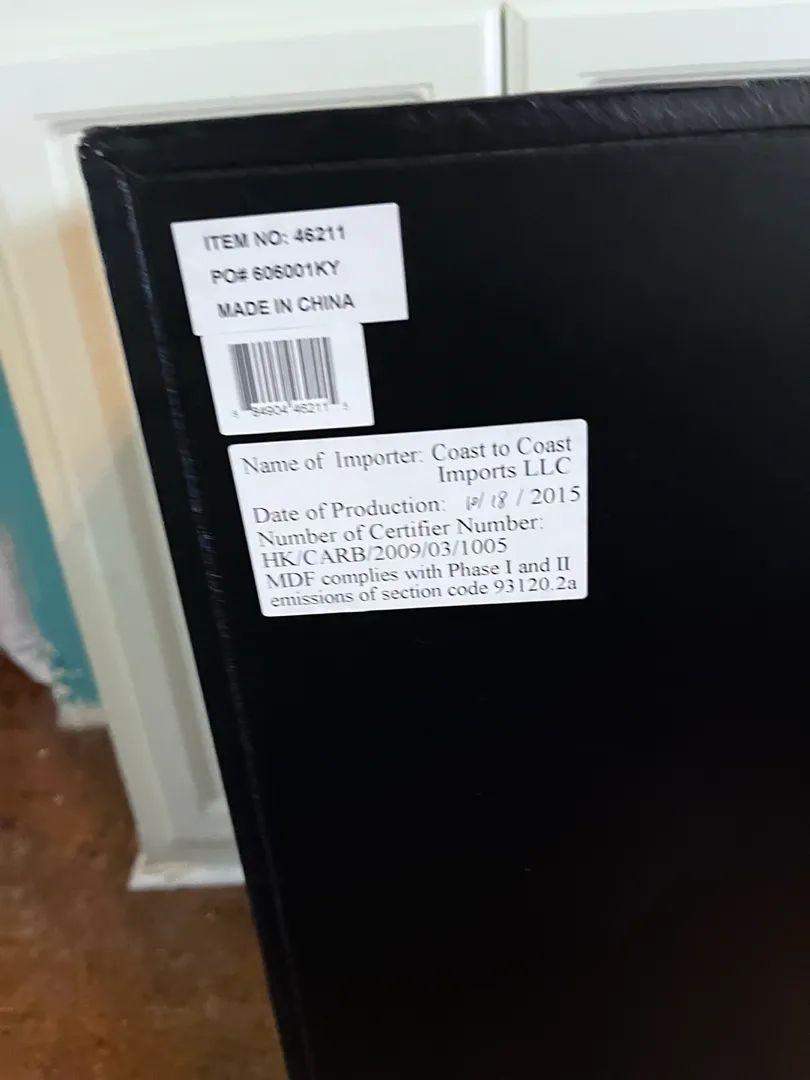 ITEM NO: 46211
PO# 606001KY
MADE IN CHINA
84904 46211
Name of Importer: Coast to Coast
Imports LLC
Date of Production: 10/ 18 / 2015
Number of Certifier Number:
HK/CARB/2009/03/1005
MDF complies with Phase I and II
emissions of section code 93120.2a